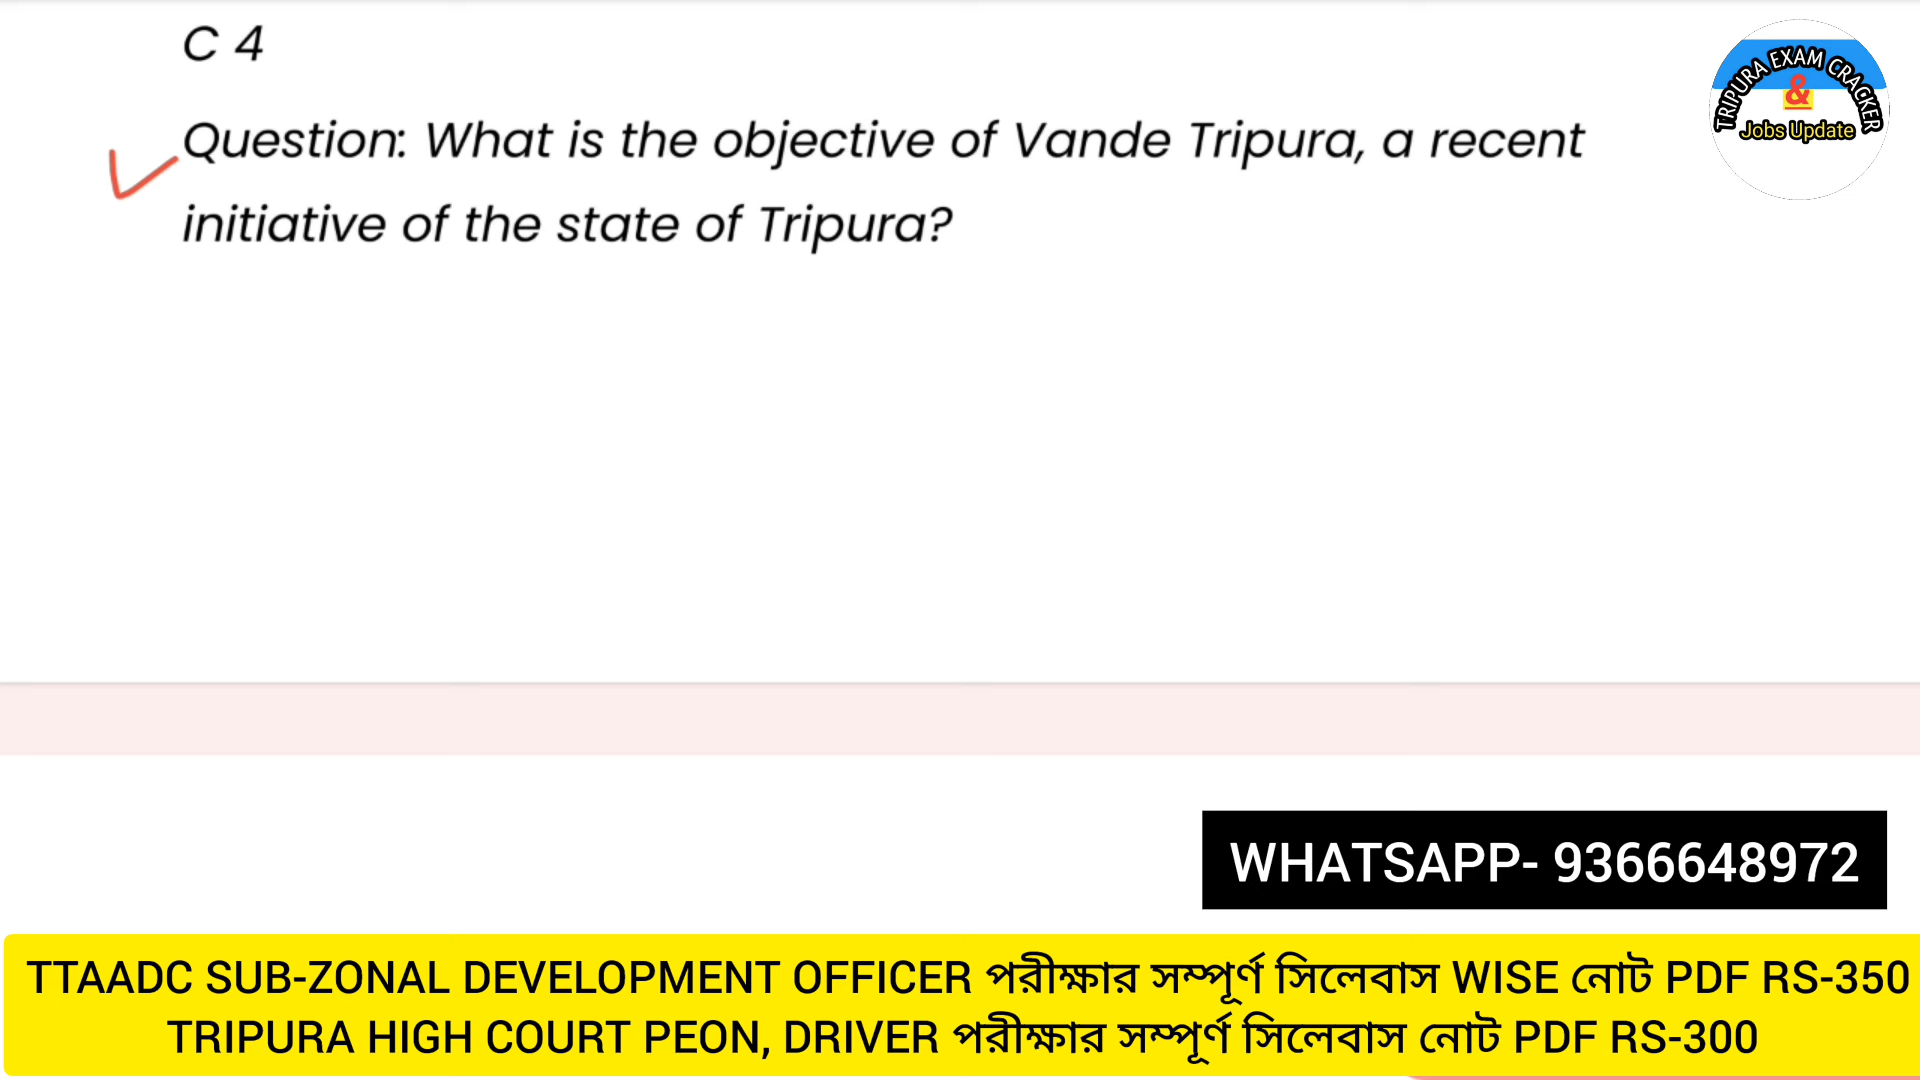 C 4
Question: What is the objective of Vande Tripura, a recent
initiative of the state of Tripura?
TRIPURA EXAM CRACKER
&
Jobs Update
WHATSAPP- 9366648972
TTAADC SUB-ZONAL DEVELOPMENT OFFICER পরীক্ষার সম্পূর্ণ সিলেবাস WISE নোট PDF RS-350
TRIPURA HIGH COURT PEON, DRIVER পরীক্ষার সম্পূর্ণ সিলেবাস নোট PDF RS-300